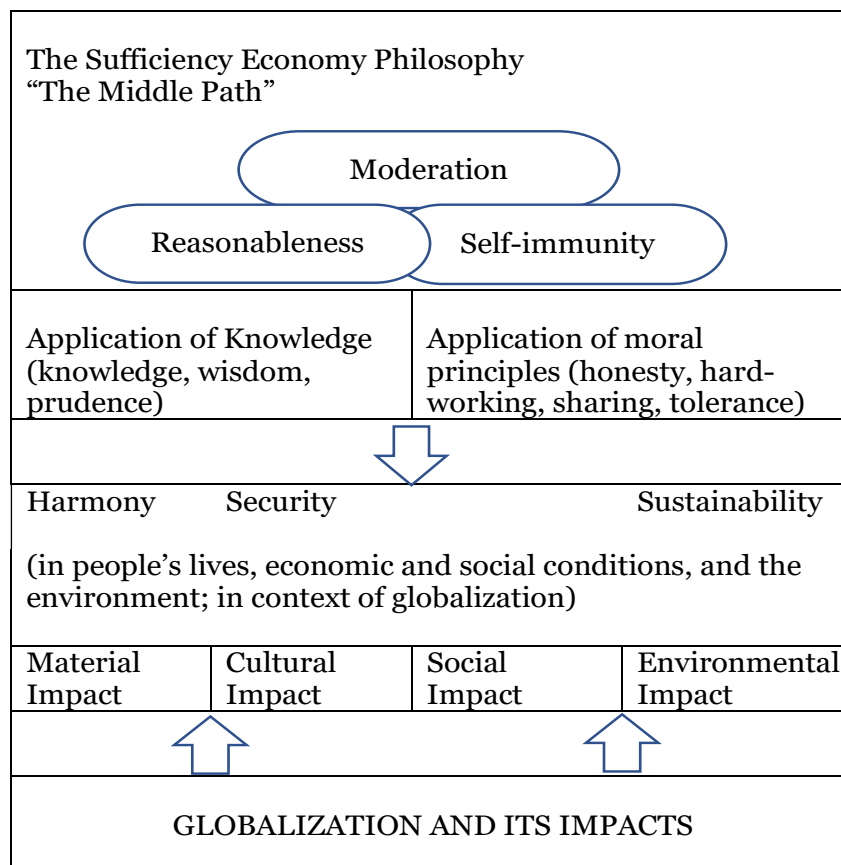 The Sufficiency Economy Philosophy
“The Middle Path”
Moderation
Reasonableness
Self-immunity
Application of Knowledge
(knowledge, wisdom,
prudence)
Application of moral
principles (honesty, hard-
working, sharing, tolerance)
Harmony Security Sustainability
(in people’s lives, economic and social conditions, and the
environment; in context of globalization)
Material
Impact
Cultural
Impact
Social
Impact
Environmental
Impact
GLOBALIZATION AND ITS IMPACTS